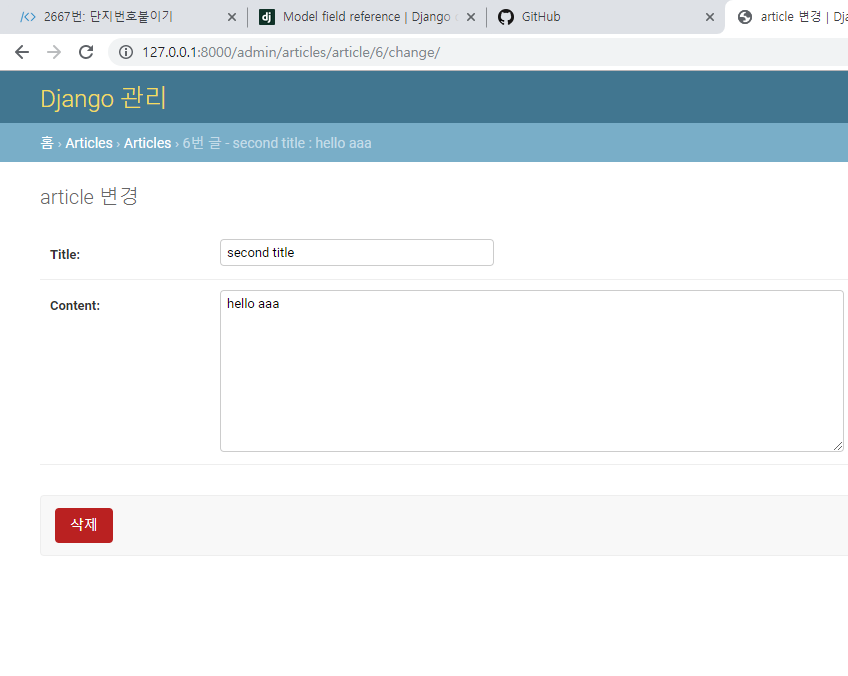 2667번: 단지번호붙이기
Model field reference | Django
GitHub
article 변경 | Dja
127.0.0.1:8000/admin/articles/article/6/change/
Django 관리
홈 › Articles › Articles › 6번 글 - second title : hello aaa
article 변경
Title:
second title
Content:
hello aaa
삭제